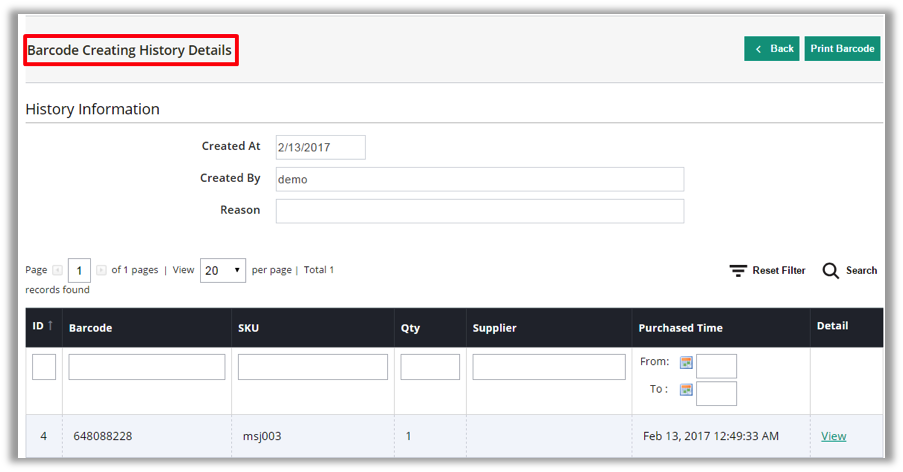 Barcode Creating History Details
Back
Print Barcode
History Information
Created At 2/13/2017
Created By demo
Reason
Page 1 of 1 pages | View 20 per page | Total 1
records found
Reset Filter
Search
ID Barcode SKU Qty Supplier Purchased Time Detail
From:
To :
4 648088228 msj003 1 Feb 13, 2017 12:49:33 AM View